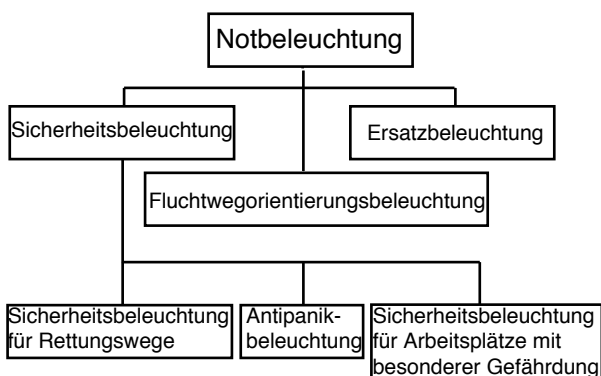 Notbeleuchtung
Sicherheitsbeleuchtung
Ersatzbeleuchtung
Fluchtwegorientierungsbeleuchtung
Sicherheitsbeleuchtung
für Rettungswege
Antipanik-
beleuchtung
Sicherheitsbeleuchtung
für Arbeitsplätze mit
besonderer Gefährdung